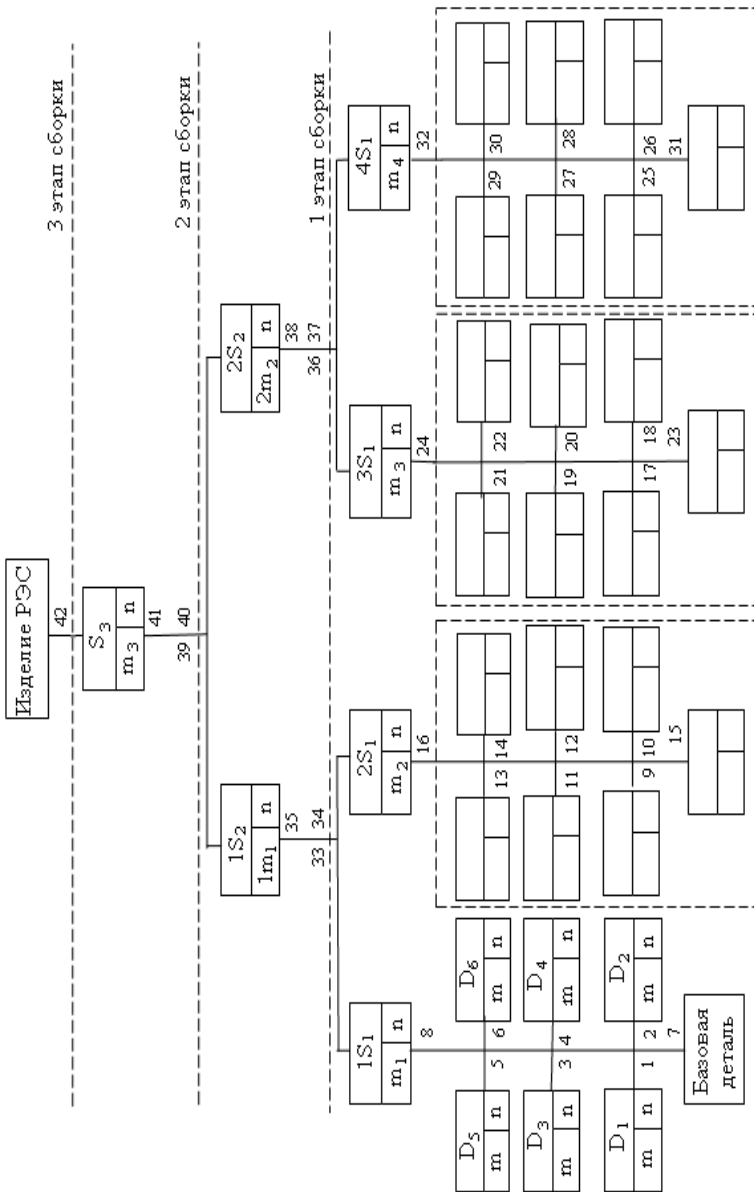 Изделие РЭС
42
3 этап сборки
S3
m3 n
41
39 40
2 этап сборки
1S2
1m1 n
35
33 34
2S2
2m2 n
38
36 37
1 этап сборки
1S1
m1 n
8
2S1
m2 n
16
3S1
m3 n
24
4S1
m4 n
32
D5
m n
5 6
D6
m n
13 14
21 22
29 30
D3
m n
3 4
D4
m n
11 12
19 20
27 28
D1
m n
1 2
D2
m n
9 10
17 18
25 26
7
15
23
31
Базовая
деталь